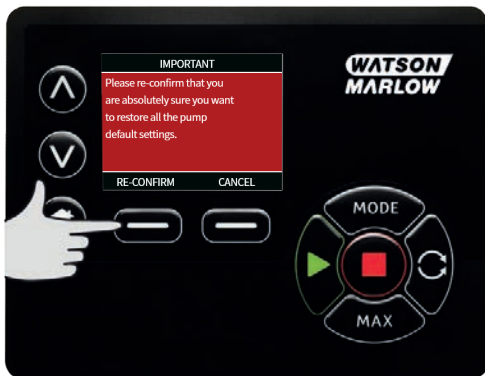 IMPORTANT
Please re-confirm that you
are absolutely sure you want
to restore all the pump
default settings.
RE-CONFIRM CANCEL
WATSON
MARLOW
MODE
MAX